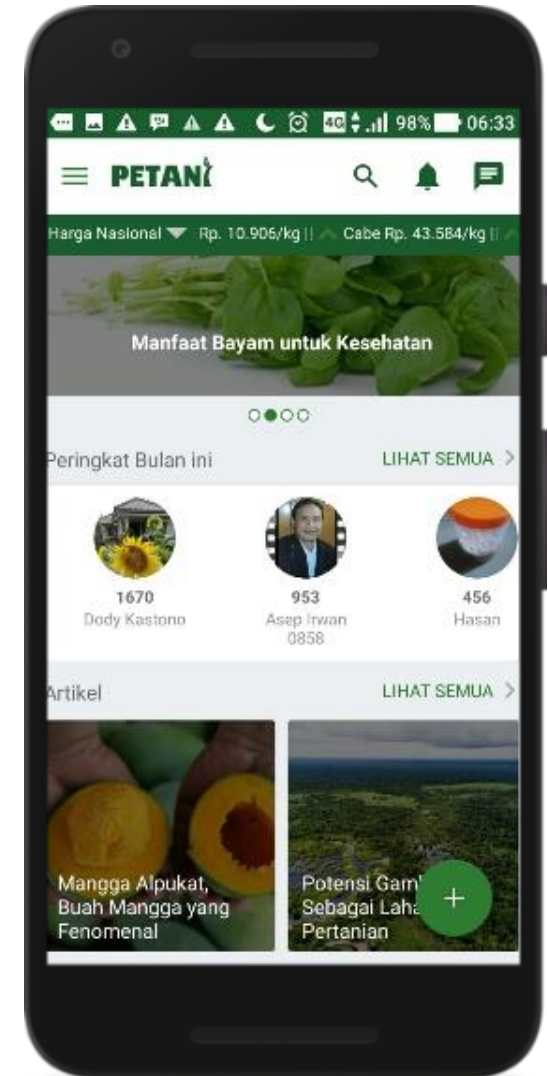 4G 98% 06:33
PETANI
Harga Nasional Rp. 10.906/kg || Cabe Rp. 43.584/kg ||
Manfaat Bayam untuk Kesehatan
Peringkat Bulan ini LIHAT SEMUA >
1670 953 456
Dody Kastono Asep Irwan Hasan
0858
Artikel LIHAT SEMUA >
Mangga Alpukat,
Buah Mangga yang
Fenomenal
Potensi
Sebagai
Pertanian
+